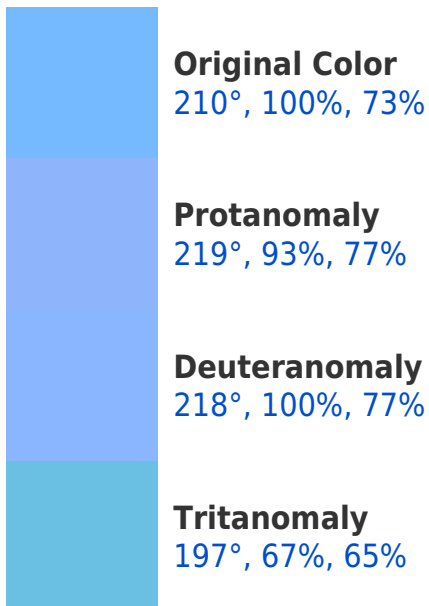 Original Color
210°, 100%, 73%
Protanomaly
219°, 93%, 77%
Deuteranomaly
218°, 100%, 77%
Tritanomaly
197°, 67%, 65%